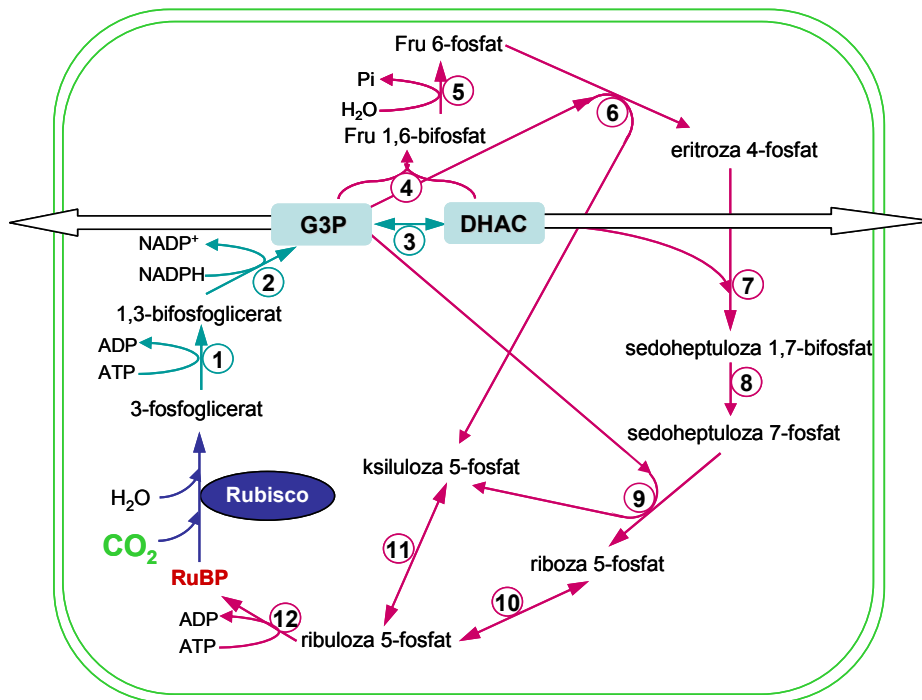 Fru 6-fosfat
Pi
5
H₂O
6
Fru 1,6-bifosfat
eritroza 4-fosfat
4
G3P
DHAC
3
NADP⁺
NADPH
2
7
1,3-bifosfoglicerat
ADP
1
ATP
sedoheptuloza 1,7-bifosfat
8
3-fosfoglicerat
sedoheptuloza 7-fosfat
ksiluloza 5-fosfat
H₂O
Rubisco
9
CO₂
11
riboza 5-fosfat
RuBP
10
ADP
12
ATP
ribuloza 5-fosfat